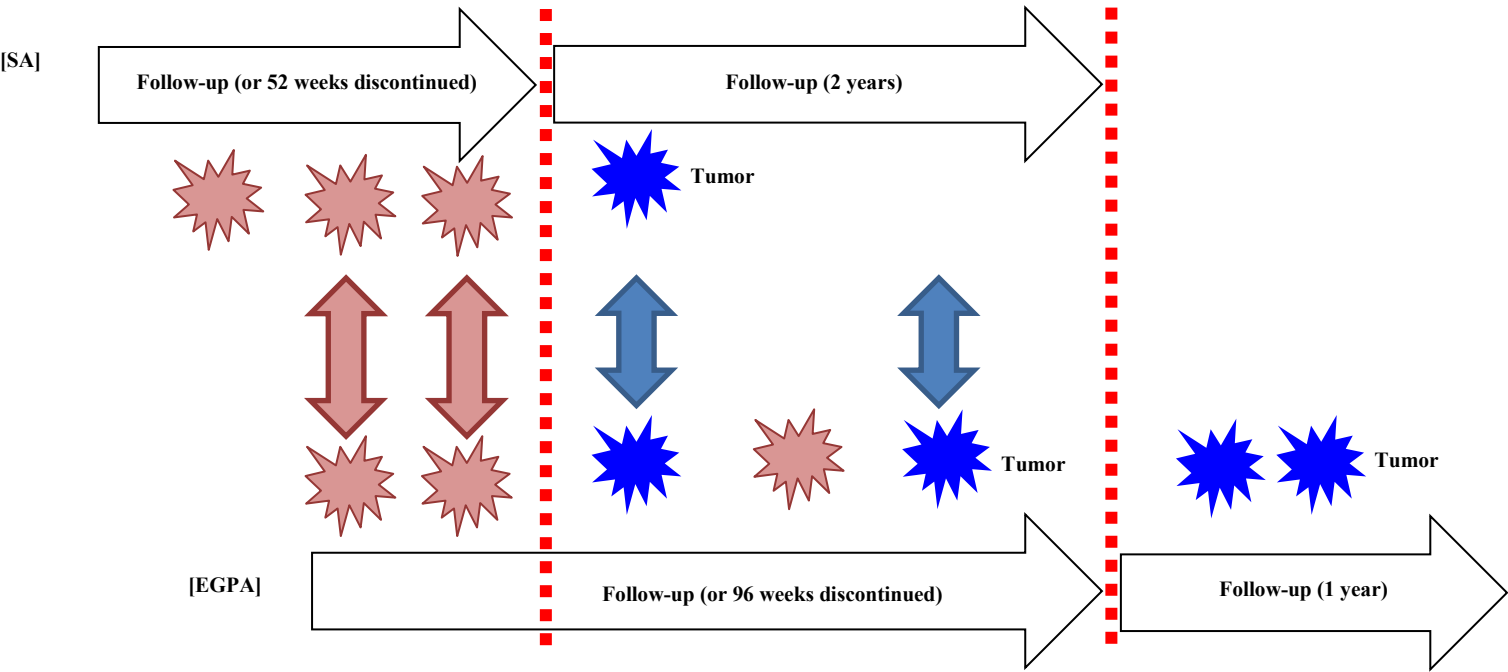 [SA]
Follow-up (or 52 weeks discontinued)
Follow-up (2 years)
Tumor
Tumor
Tumor
[EGPA]
Follow-up (or 96 weeks discontinued)
Follow-up (1 year)